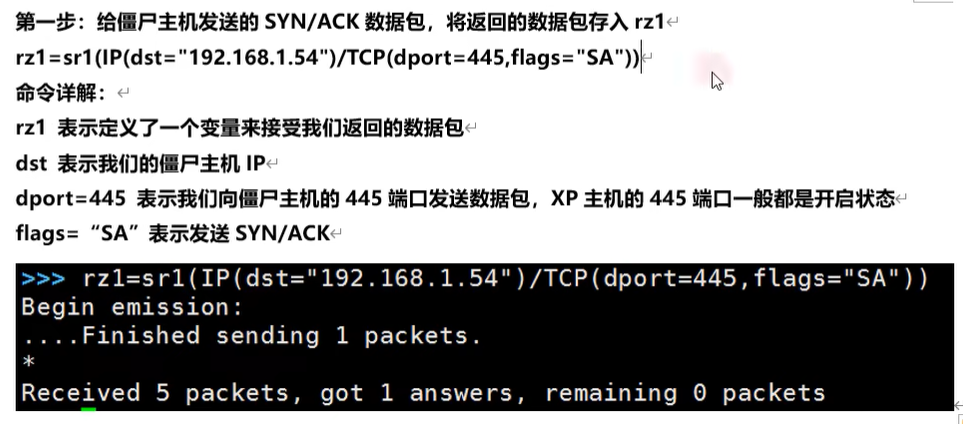 第一步：给僵尸主机发送的 SYN/ACK 数据包，将返回的数据包存入 rz1
rz1=sr1(IP(dst="192.168.1.54")/TCP(dport=445,flags="SA"))
命令详解：
rz1 表示定义了一个变量来接受我们返回的数据包
dst 表示我们的僵尸主机 IP
dport=445 表示我们向僵尸主机的 445 端口发送数据包，XP 主机的 445 端口一般都是开启状态
flags=“SA”表示发送 SYN/ACK
>>> rz1=sr1(IP(dst="192.168.1.54")/TCP(dport=445,flags="SA"))
Begin emission:
....Finished sending 1 packets.
*
Received 5 packets, got 1 answers, remaining 0 packets